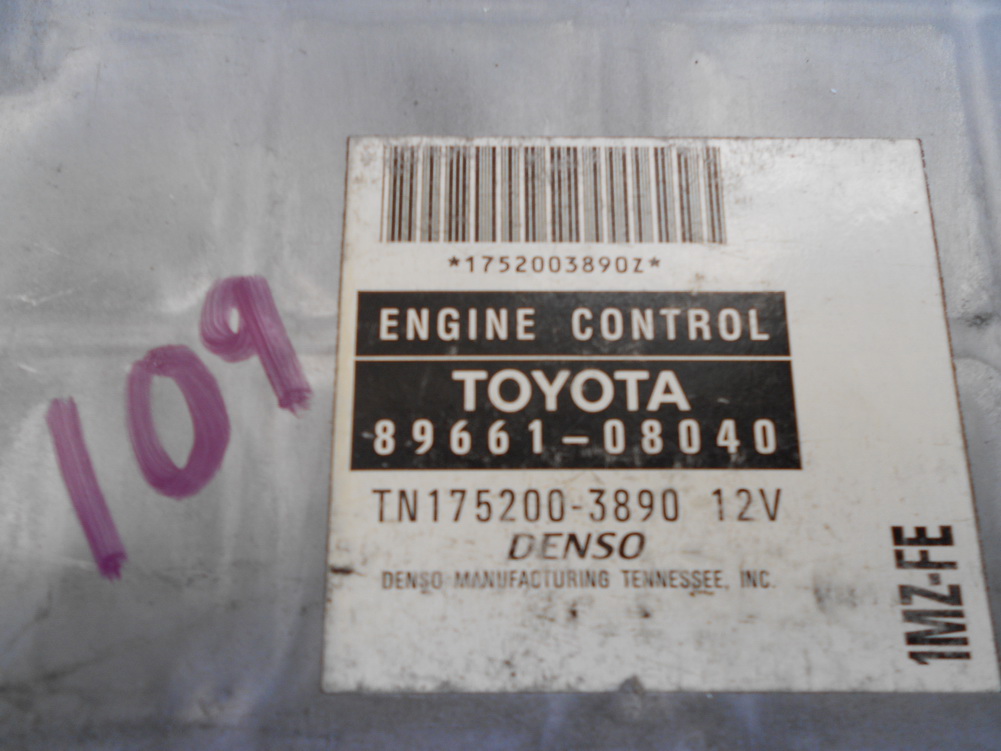 109
*1752003890Z*
ENGINE CONTROL
TOYOTA
89661-08040
TN175200-3890 12V
DENSO
DENSO MANUFACTURING TENNESSEE, INC.
1MZ-FE